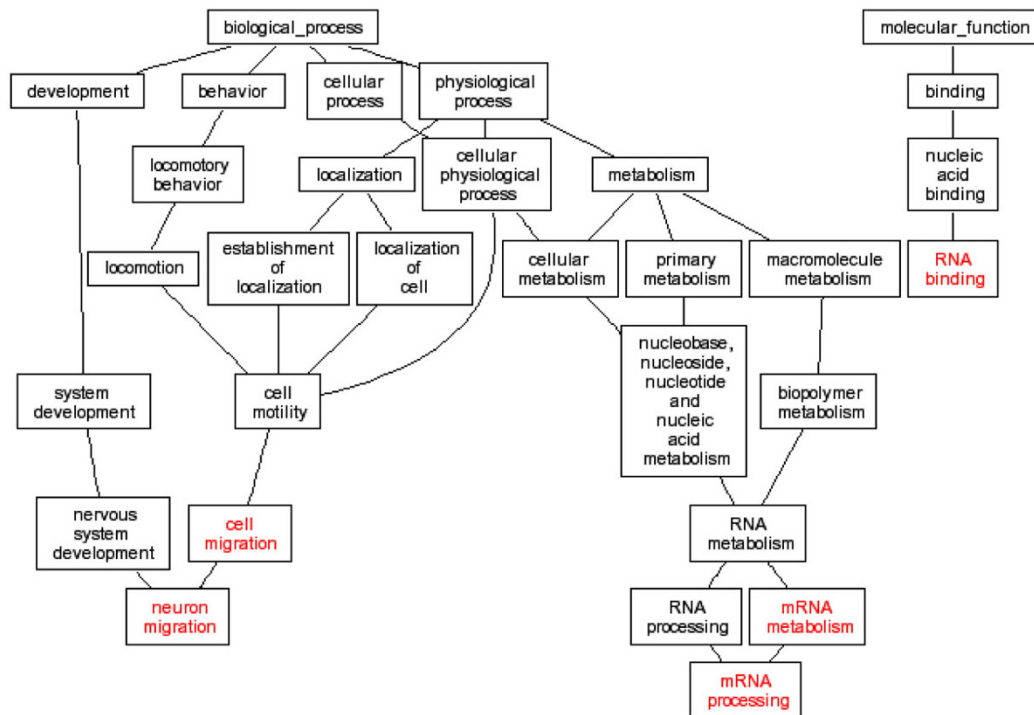 biological_process
molecular_function
development
behavior
cellular
process
physiological
process
binding
locomotory
behavior
localization
cellular
physiological
process
metabolism
nucleic
acid
binding
locomotion
establishment
of
localization
localization
of
cell
cellular
metabolism
primary
metabolism
macromolecule
metabolism
RNA
binding
system
development
cell
motility
nucleobase,
nucleoside,
nucleotide
and
nucleic
acid
metabolism
biopolymer
metabolism
nervous
system
development
cell
migration
RNA
metabolism
neuron
migration
RNA
processing
mRNA
metabolism
mRNA
processing